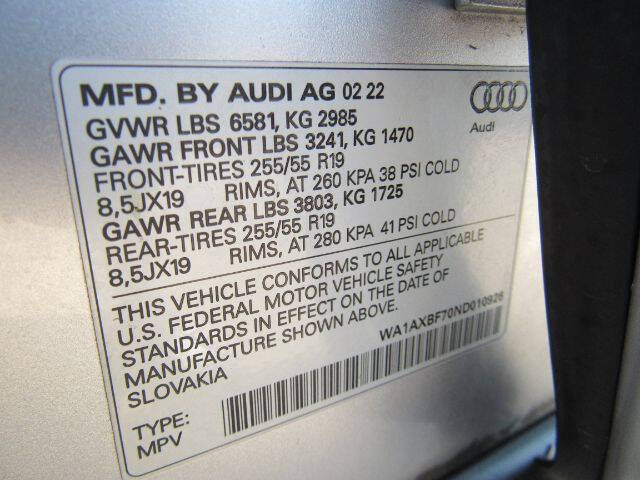 MFD. BY AUDI AG 02 22
GVWR LBS 6581, KG 2985
GAWR FRONT LBS 3241, KG 1470
FRONT-TIRES 255/55 R19
8,5JX19 RIMS, AT 260 KPA 38 PSI COLD
GAWR REAR LBS 3803, KG 1725
REAR-TIRES 255/55 R19
8,5JX19 RIMS, AT 280 KPA 41 PSI COLD
Audi
THIS VEHICLE CONFORMS TO ALL APPLICABLE
U.S. FEDERAL MOTOR VEHICLE SAFETY
STANDARDS IN EFFECT ON THE DATE OF
MANUFACTURE SHOWN ABOVE.
SLOVAKIA
WA1AXBF70ND010926
TYPE:
MPV